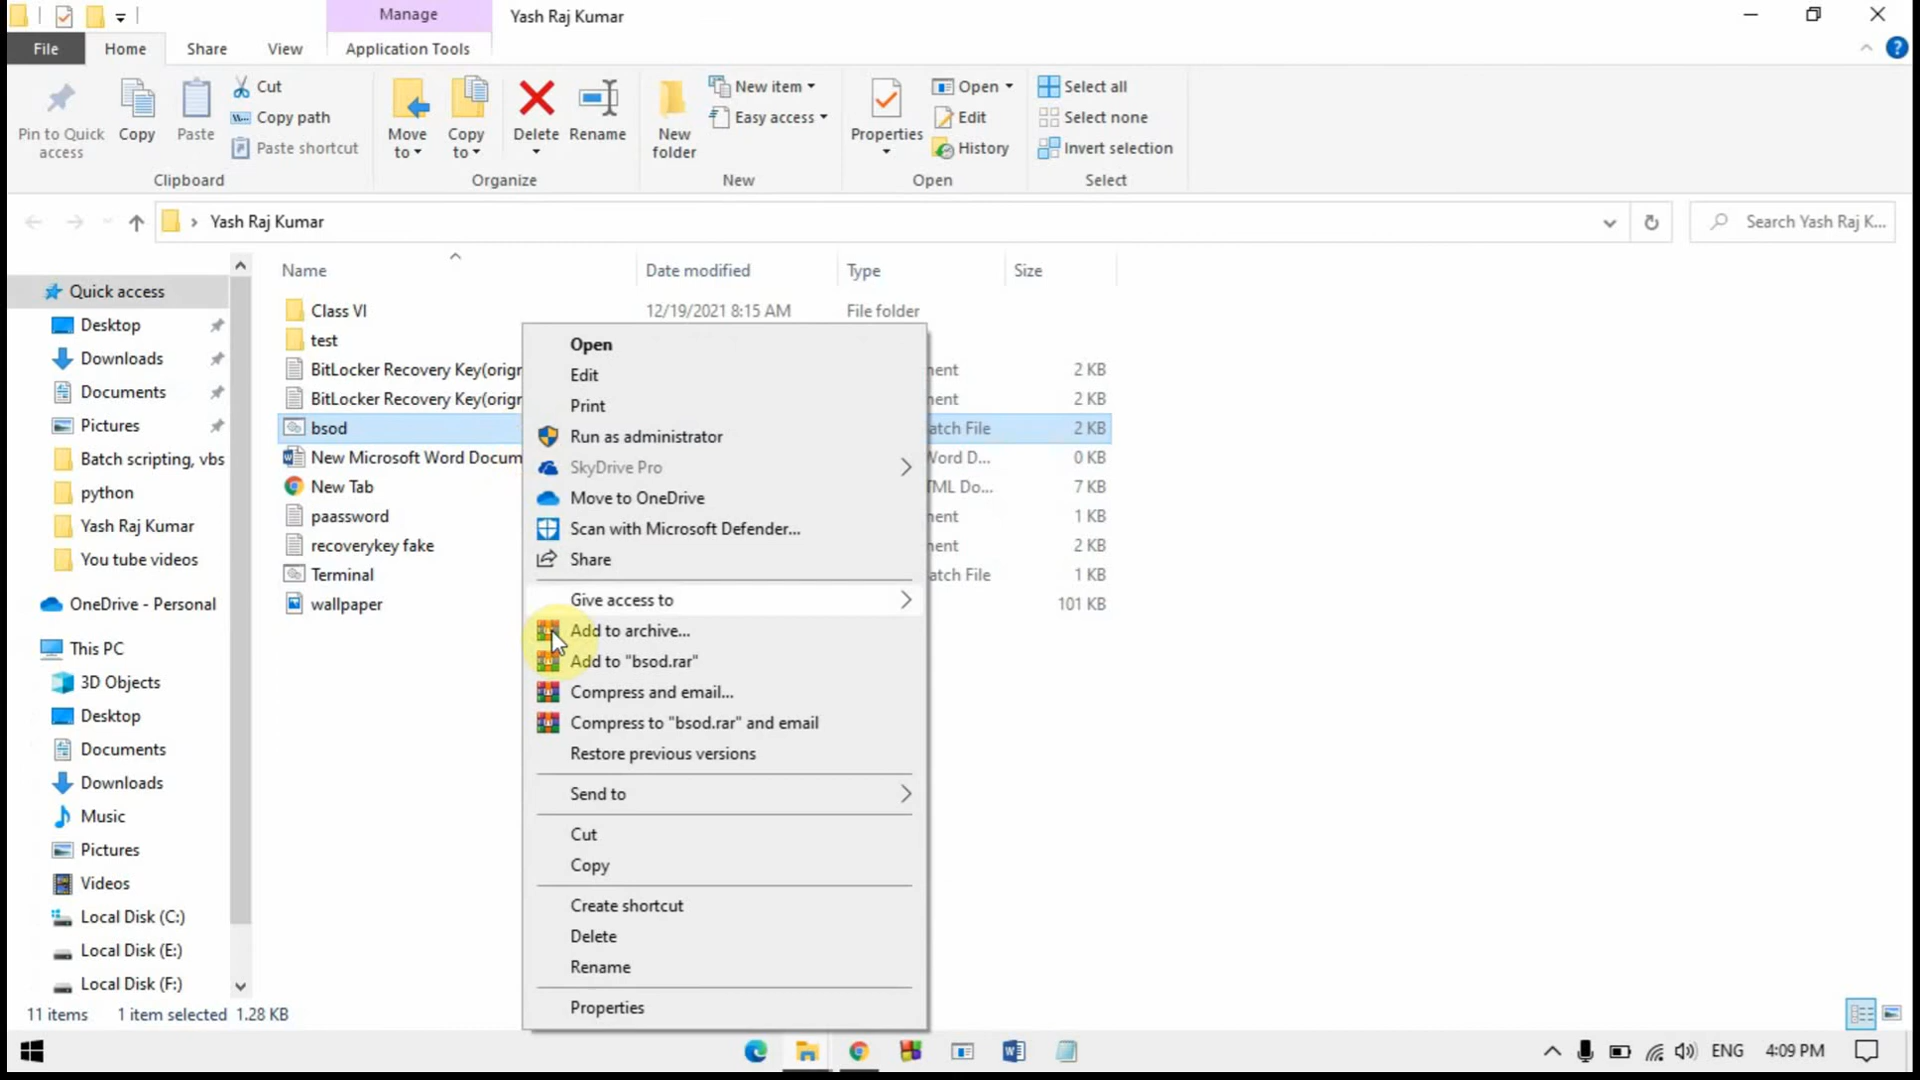 Manage
Yash Raj Kumar
File
Home
Share
View
Application Tools
Pin to Quick access
Copy
Paste
Cut
Copy path
Paste shortcut
Clipboard
Move to
Copy to
Delete
Rename
Organize
New folder
New item
Easy access
New
Properties
Open
Edit
History
Open
Select all
Select none
Invert selection
Select
Yash Raj Kumar
Search Yash Raj K...
Name
Date modified
Type
Size
Quick access
Desktop
Downloads
Documents
Pictures
Batch scripting, vbs
python
Yash Raj Kumar
You tube videos
OneDrive - Personal
This PC
3D Objects
Desktop
Documents
Downloads
Music
Pictures
Videos
Local Disk (C:)
Local Disk (E:)
Local Disk (F:)
Class VI 12/19/2021 8:15 AM File folder
test
BitLocker Recovery Key(orig 2 KB
BitLocker Recovery Key(orig 2 KB
bsod atch File 2 KB
New Microsoft Word Docum Word D... 0 KB
New Tab TML Do... 7 KB
paassword ment 1 KB
recoverykey fake ment 2 KB
Terminal atch File 1 KB
wallpaper 101 KB
Open
Edit
Print
Run as administrator
SkyDrive Pro
Move to OneDrive
Scan with Microsoft Defender...
Share
Give access to
Add to archive...
Add to "bsod.rar"
Compress and email...
Compress to "bsod.rar" and email
Restore previous versions
Send to
Cut
Copy
Create shortcut
Delete
Rename
Properties
11 items 1 item selected 1.28 KB
ENG 4:09 PM